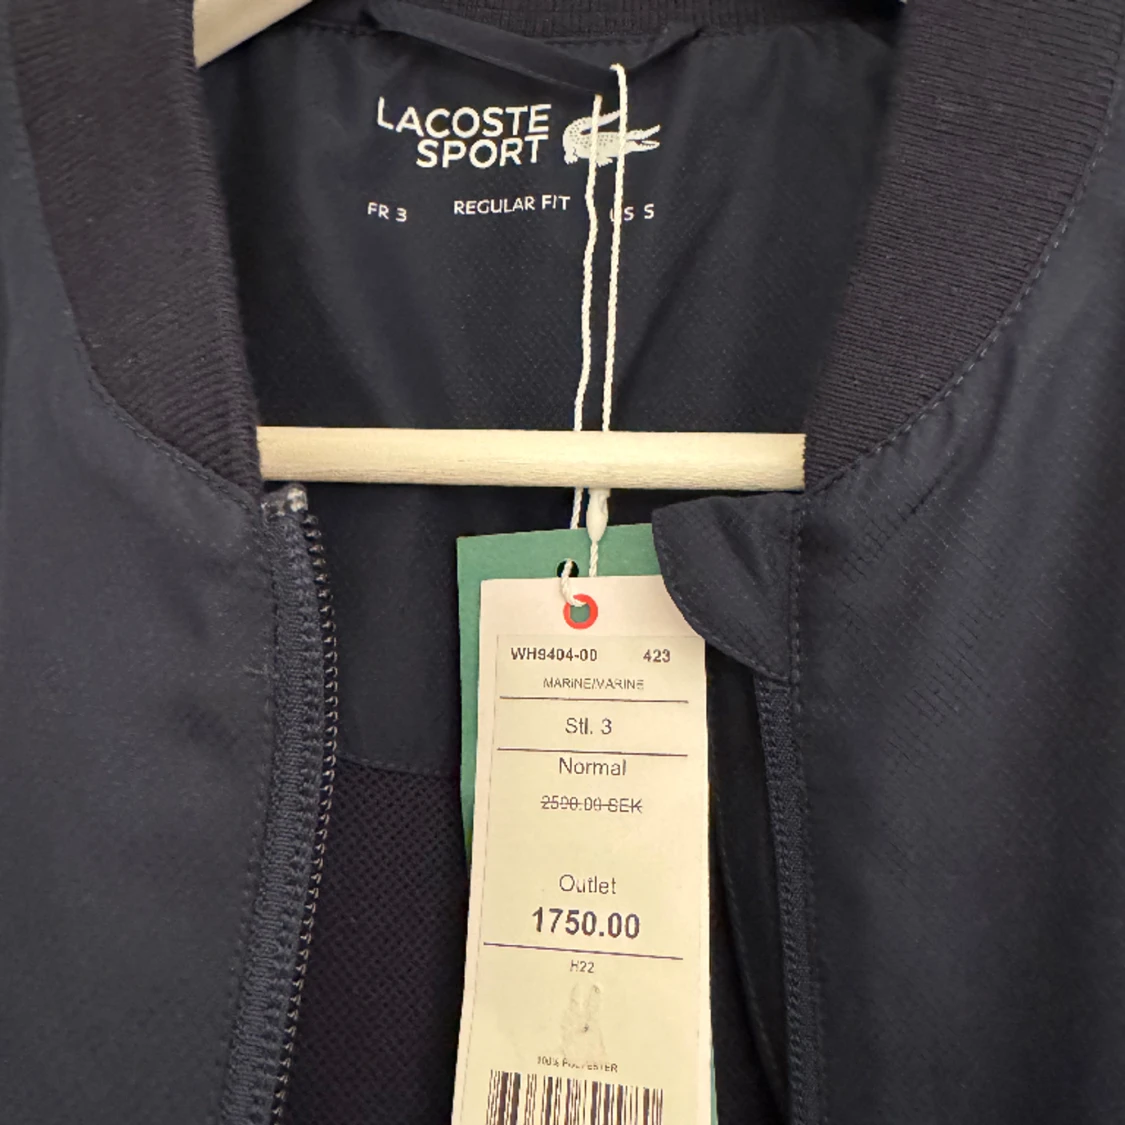 LACOSTE
SPORT
FR 3 REGULAR FIT US S
WH9404-00 423
MARINE/MARINE
Stl. 3
Normal
2500.00 SEK
Outlet
1750.00
H22
100% POLYESTER